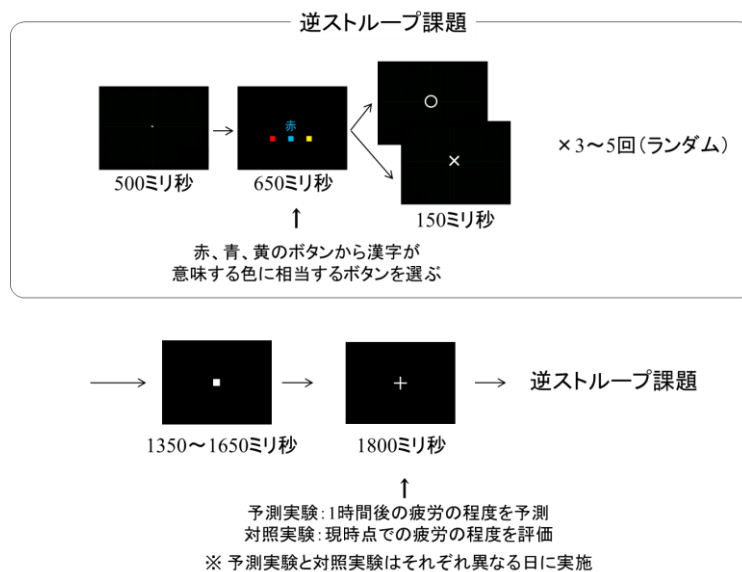 逆ストループ課題
赤
500ミリ秒
650ミリ秒
150ミリ秒
×3～5回(ランダム)
赤、青、黄のボタンから漢字が
意味する色に相当するボタンを選ぶ
1350～1650ミリ秒
1800ミリ秒
逆ストループ課題
予測実験：1時間後の疲労の程度を予測
対照実験：現時点での疲労の程度を評価
※ 予測実験と対照実験はそれぞれ異なる日に実施